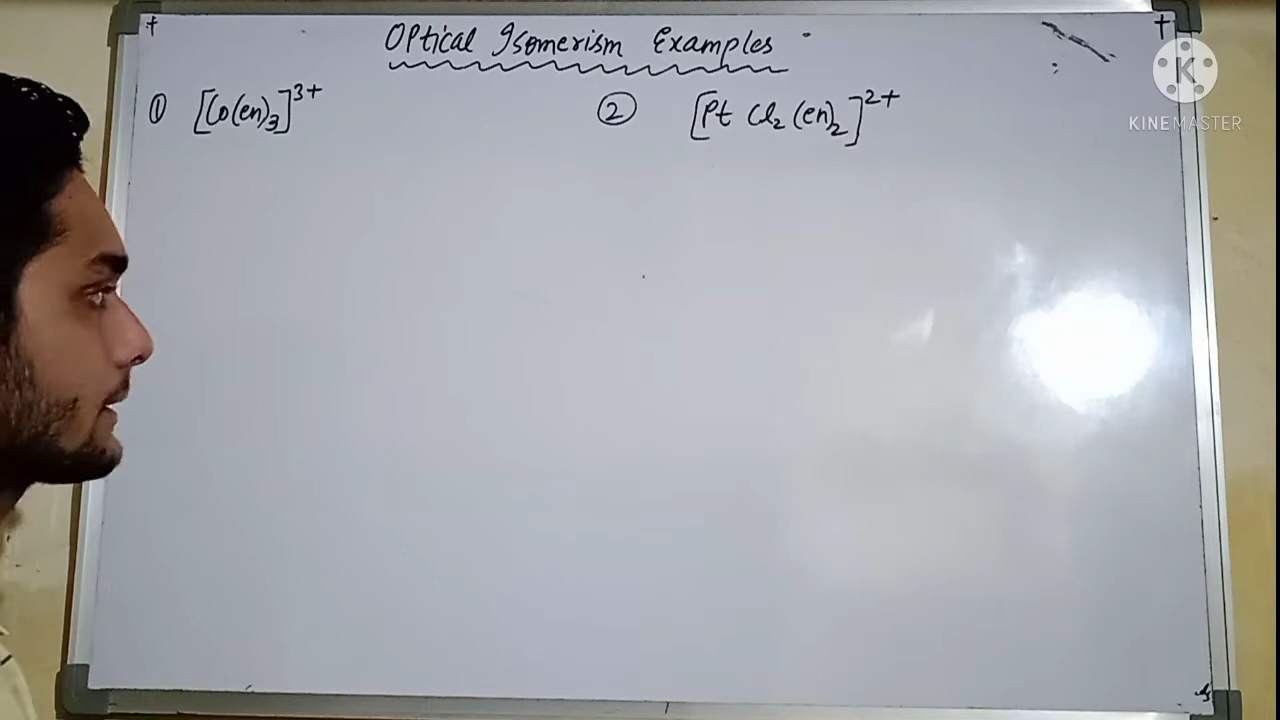 Optical Isomerism Examples
① [Co(en)₃]³⁺
② [Pt Cl₂ (en)₂]²⁺
KINEMASTER